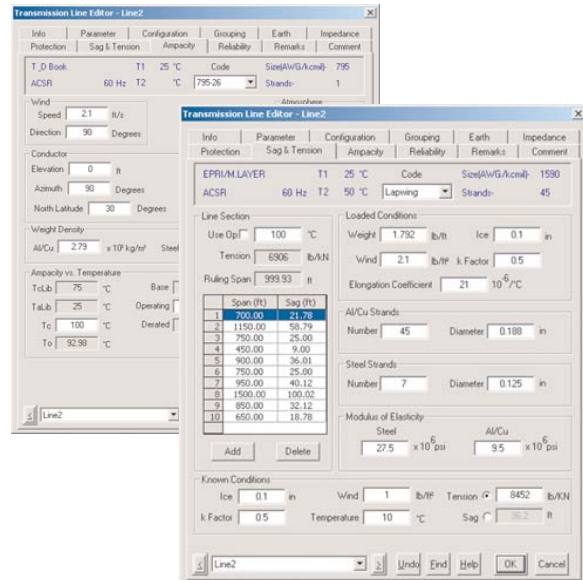 Transmission Line Editor - Line2
Info Parameter Configuration Grouping Earth Impedance
Protection Sag & Tension Ampacity Reliability Remarks Comment
T_D Book T1 25 °C Code Size(AWG/kcmil)- 795
ACSR 60 Hz T2 °C 795-26 Strands- 1
Wind
Speed 2.1 ft/s
Direction 90 Degrees
Atmosphere
Conductor
Elevation 0 ft
Azimuth 90 Degrees
North Latitude 30 Degrees
Weight Density
Al/Cu 2.79 x 10³ kg/m³ Steel
Ampacity vs. Temperature
TcLib 75 °C Base
TaLib 25 °C Operating
Tc 100 °C Derated
To 92.98 °C
Line2
Transmission Line Editor - Line2
Info Parameter Configuration Grouping Earth Impedance
Protection Sag & Tension Ampacity Reliability Remarks Comment
EPRI/M.LAYER T1 25 °C Code Size(AWG/kcmil)- 1590
ACSR 60 Hz T2 50 °C Lapwing Strands- 45
Line Section
Use Op 100 °C
Tension 6906 lb/kN
Ruling Span 999.93 ft
Span (ft) Sag (ft)
1 700.00 21.78
2 1150.00 58.79
3 750.00 25.00
4 450.00 9.00
5 900.00 36.01
6 750.00 25.00
7 950.00 40.12
8 1500.00 100.02
9 850.00 32.12
10 650.00 18.78
Add Delete
Loaded Conditions
Weight 1.792 lb/ft Ice 0.1 in
Wind 2.1 lb/ft² k Factor 0.5
Elongation Coefficient 21 10⁻⁶/°C
Al/Cu Strands
Number 45 Diameter 0.188 in
Steel Strands
Number 7 Diameter 0.125 in
Modulus of Elasticity
Steel Al/Cu
27.5 x 10⁶ psi 9.5 x 10⁶ psi
Known Conditions
Ice 0.1 in Wind 1 lb/ft² Tension 8452 lb/KN
k Factor 0.5 Temperature 10 °C Sag 36.2 ft
Line2 Undo Find Help OK Cancel